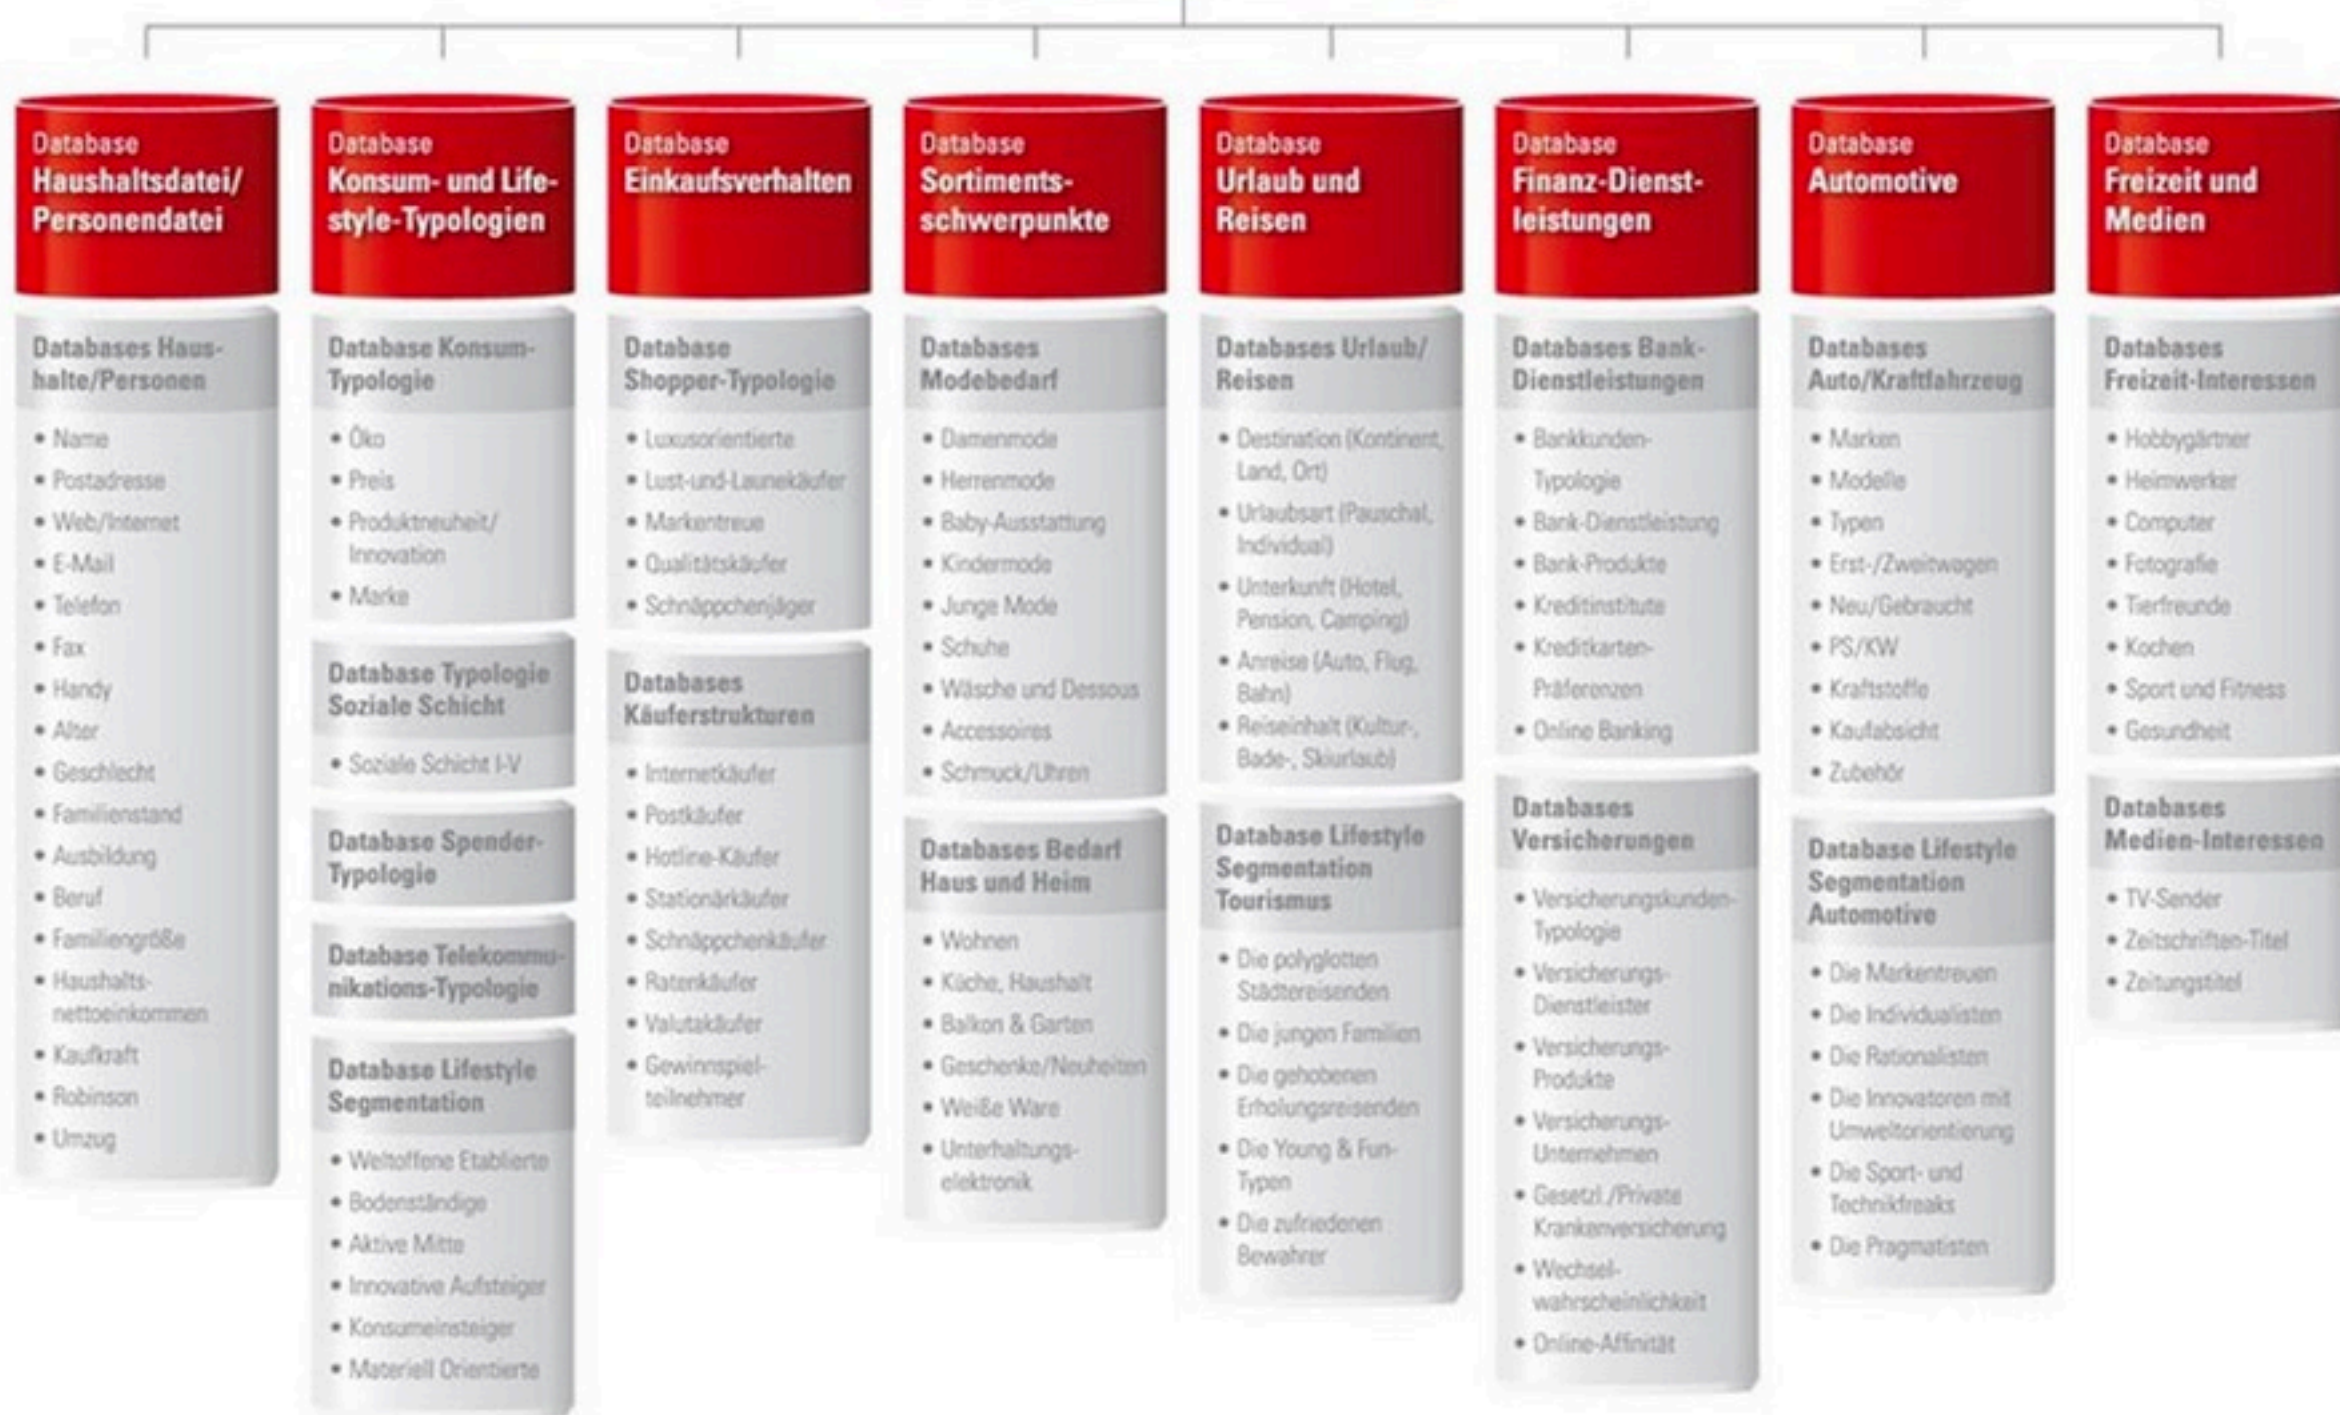 Database
Haushaltsdatei/
Personendatei
Databases Haus-
halte/Personen
• Name
• Postadresse
• Web/Internet
• E-Mail
• Telefon
• Fax
• Handy
• Alter
• Geschlecht
• Familienstand
• Ausbildung
• Beruf
• Familiengröße
• Haushalts-
nettoeinkommen
• Kaufkraft
• Robinson
• Umzug
Database
Konsum- und Life-
style-Typologien
Database Konsum-
Typologie
• Öko
• Preis
• Produktneuheit/
Innovation
• Marke
Database Typologie
Soziale Schicht
• Soziale Schicht I-V
Database Spender-
Typologie
Database Telekommu-
nikations-Typologie
Database Lifestyle
Segmentation
• Weltoffene Etablierte
• Bodenständige
• Aktive Mitte
• Innovative Aufsteiger
• Konsumeinsteiger
• Materiell Orientierte
Database
Einkaufsverhalten
Database
Shopper-Typologie
• Luxusorientierte
• Lust-und-Launekäufer
• Markentreue
• Qualitätskäufer
• Schnäppchenjäger
Databases
Käuferstrukturen
• Internetkäufer
• Postkäufer
• Hotline-Käufer
• Stationärkäufer
• Schnäppchenkäufer
• Ratenkäufer
• Valutakäufer
• Gewinnspiel-
teilnehmer
Database
Sortiments-
schwerpunkte
Databases
Modebedarf
• Damenmode
• Herrenmode
• Baby-Ausstattung
• Kindermode
• Junge Mode
• Schuhe
• Wäsche und Dessous
• Accessoires
• Schmuck/Uhren
Databases Bedarf
Haus und Heim
• Wohnen
• Küche, Haushalt
• Balkon & Garten
• Geschenke/Neuheiten
• Weiße Ware
• Unterhaltungs-
elektronik
Database
Urlaub und
Reisen
Databases Urlaub/
Reisen
• Destination (Kontinent,
Land, Ort)
• Urlaubsart (Pauschal,
Individual)
• Unterkunft (Hotel,
Pension, Camping)
• Anreise (Auto, Flug,
Bahn)
• Reiseinhalt (Kultur-,
Bade-, Skiurlaub)
Database Lifestyle
Segmentation
Tourismus
• Die polyglotten
Städtereisenden
• Die jungen Familien
• Die gehobenen
Erholungsreisenden
• Die Young & Fun-
Typen
• Die zufriedenen
Bewahrer
Database
Finanz-Dienst-
leistungen
Databases Bank-
Dienstleistungen
• Bankkunden-
Typologie
• Bank-Dienstleistung
• Bank-Produkte
• Kreditinstitute
• Kreditkarten-
Präferenzen
• Online Banking
Databases
Versicherungen
• Versicherungskunden-
Typologie
• Versicherungs-
Dienstleister
• Versicherungs-
Produkte
• Versicherungs-
Unternehmen
• Gesetzl./Private
Krankenversicherung
• Wechsel-
wahrscheinlichkeit
• Online-Affinität
Database
Automotive
Databases
Auto/Kraftfahrzeug
• Marken
• Modelle
• Typen
• Erst-/Zweitwagen
• Neu/Gebraucht
• PS/KW
• Kraftstoffe
• Kaufabsicht
• Zubehör
Database Lifestyle
Segmentation
Automotive
• Die Markentreuen
• Die Individualisten
• Die Rationalisten
• Die Innovatoren mit
Umweltorientierung
• Die Sport- und
Technikfreaks
• Die Pragmatisten
Database
Freizeit und
Medien
Databases
Freizeit-Interessen
• Hobbygärtner
• Heimwerker
• Computer
• Fotografie
• Tierfreunde
• Kochen
• Sport und Fitness
• Gesundheit
Databases
Medien-Interessen
• TV-Sender
• Zeitschriften-Titel
• Zeitungstitel